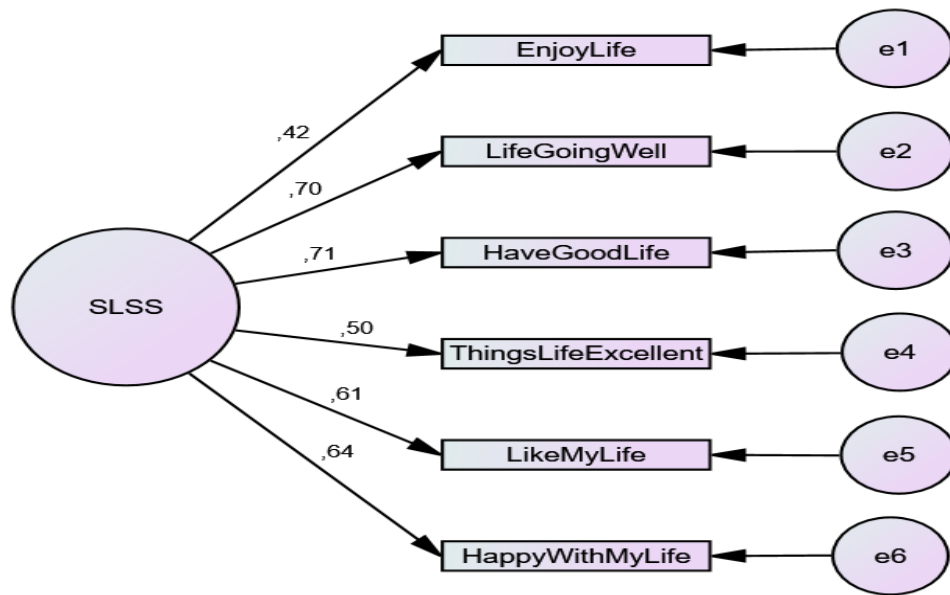 EnjoyLife
e1
,42
LifeGoingWell
e2
,70
HaveGoodLife
e3
,71
SLSS
,50
ThingsLifeExcellent
e4
,61
LikeMyLife
e5
,64
HappyWithMyLife
e6